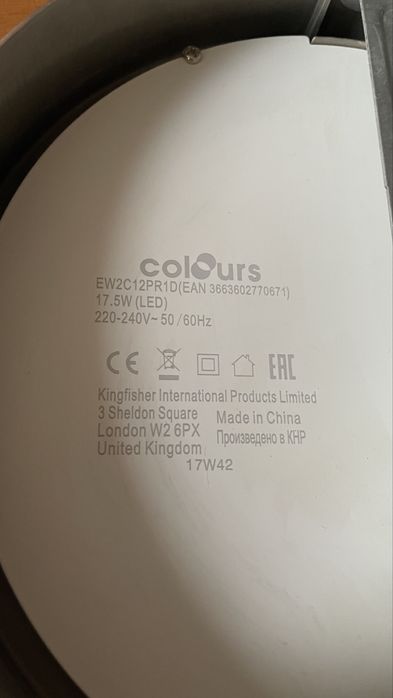 colours
EW2C12PR1D(EAN 3663602770671)
17.5W (LED)
220-240V~ 50/60Hz
CE EAC
Kingfisher International Products Limited
3 Sheldon Square
London W2 6PX
United Kingdom
Made in China
Произведено в КНР
17W42